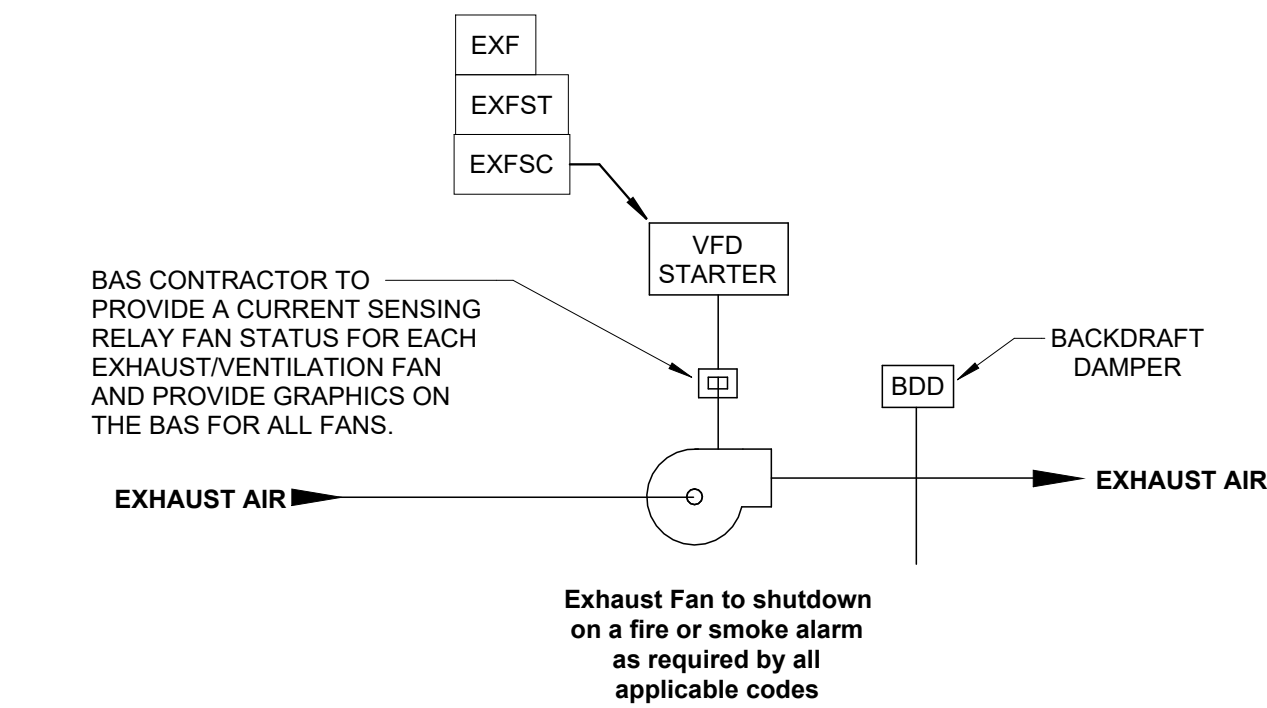 EXF
EXFST
EXFSC
VFD
STARTER
BAS CONTRACTOR TO
PROVIDE A CURRENT SENSING
RELAY FAN STATUS FOR EACH
EXHAUST/VENTILATION FAN
AND PROVIDE GRAPHICS ON
THE BAS FOR ALL FANS.
BACKDRAFT
DAMPER
BDD
EXHAUST AIR
EXHAUST AIR
Exhaust Fan to shutdown
on a fire or smoke alarm
as required by all
applicable codes